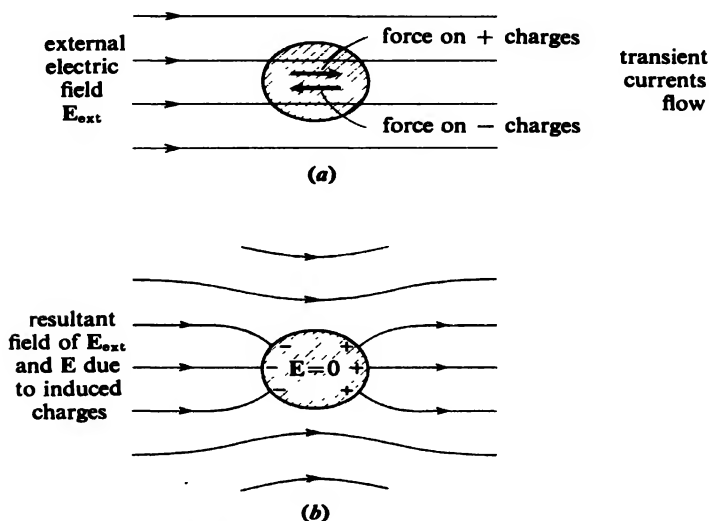 external
electric
field
E_ext
force on + charges
force on − charges
transient
currents
flow
(a)
resultant
field of E_ext
and E due
to induced
charges
− +
− E=0 +
− +
(b)